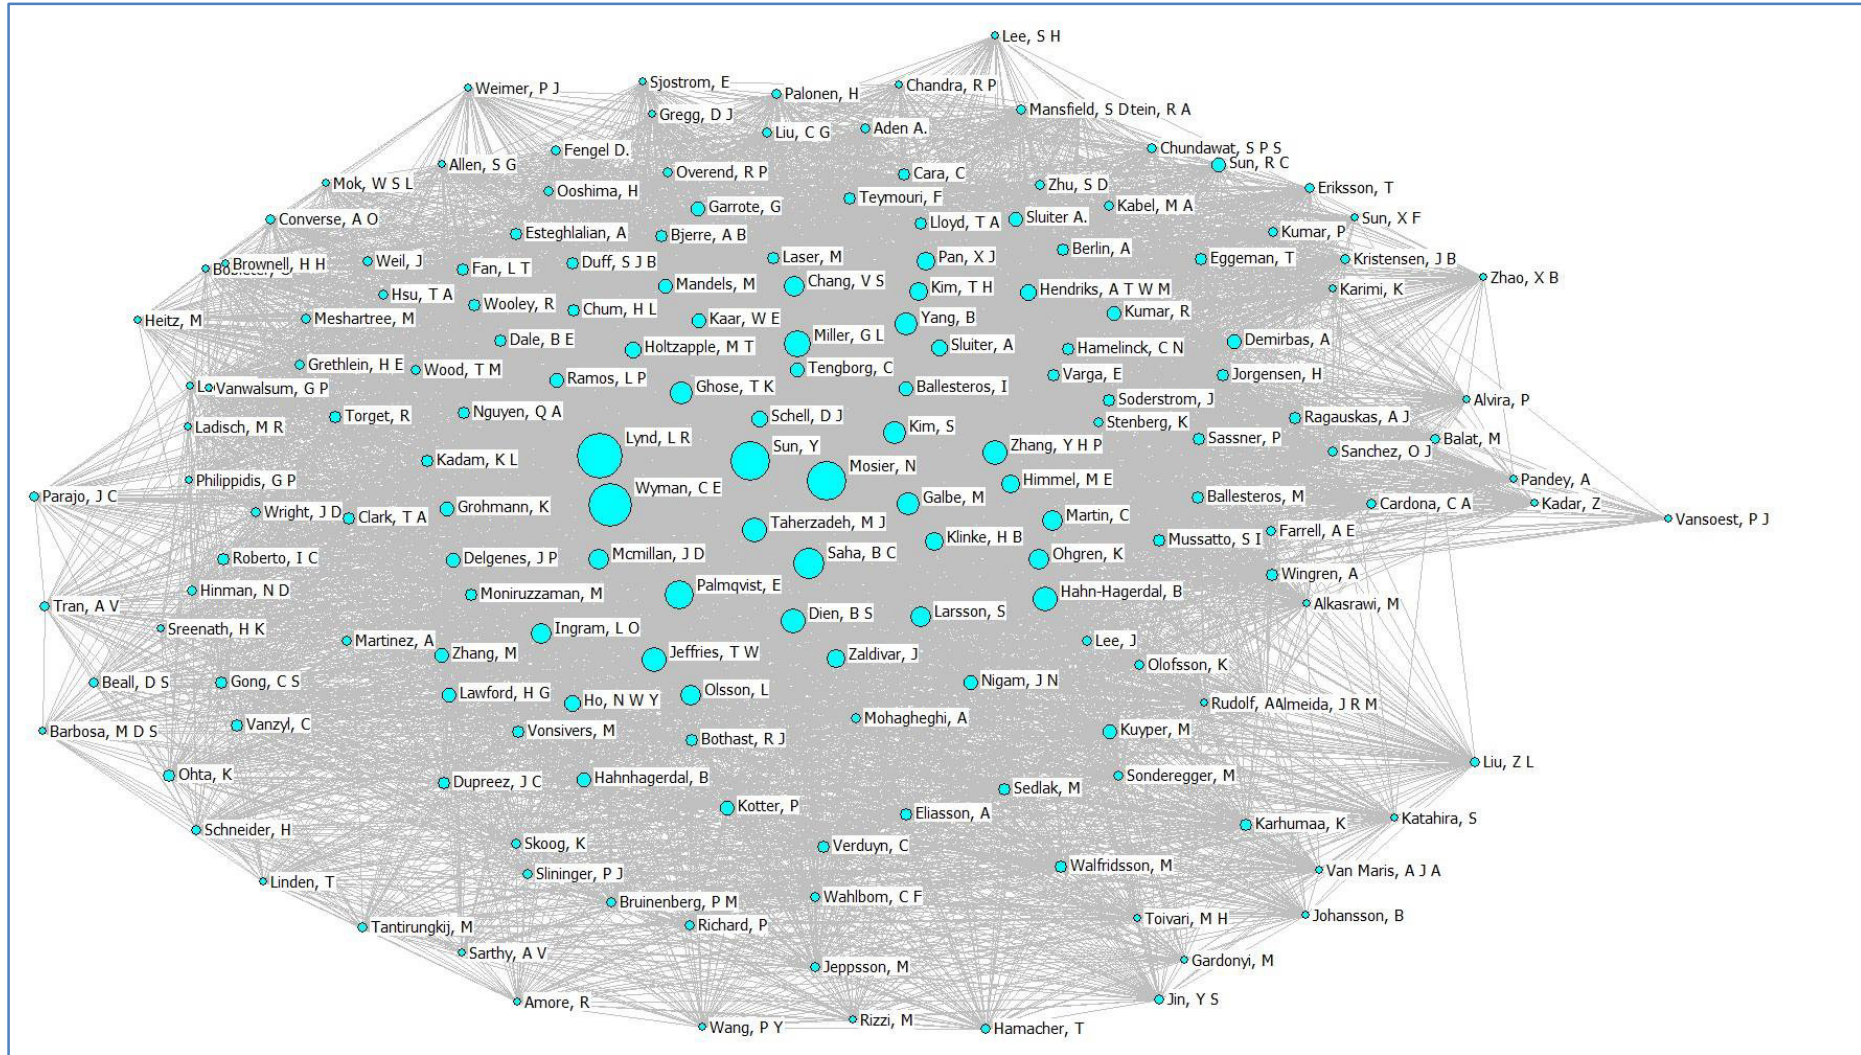 Lee, S H
Weimer, P J
Sjostrom, E
Palonen, H
Chandra, R P
Gregg, D J
Mansfield, S D
tein, R A
Liu, C G
Aden A.
Fengel D.
Chundawat, S P S
Allen, S G
Sun, R C
Overend, R P
Cara, C
Mok, W S L
Ooshima, H
Zhu, S D
Eriksson, T
Teymouri, F
Garrote, G
Kabel, M A
Converse, A O
Lloyd, T A
Sluiter A.
Sun, X F
Esteghlalian, A
Bjerre, A B
Kumar, P
Berlin, A
Brownell, H H
Weil, J
Fan, L T
Duff, S J B
Laser, M
Pan, X J
Eggeman, T
Kristensen, J B
Zhao, X B
Mandels, M
Chang, V S
Kim, T H
Hendriks, A T W M
Karimi, K
Hsu, T A
Wooley, R
Chum, H L
Kumar, R
Heitz, M
Meshartree, M
Kaar, W E
Yang, B
Dale, B E
Holtzapple, M T
Miller, G L
Sluiter, A
Hamelinck, C N
Demirbas, A
Grethlein, H E
Wood, T M
Tengborg, C
Varga, E
Jorgensen, H
Vanwalsum, G P
Ramos, L P
Ghose, T K
Ballesteros, I
Soderstrom, J
Alvira, P
Torget, R
Nguyen, Q A
Schell, D J
Stenberg, K
Ragauskas, A J
Ladisch, M R
Kim, S
Sassner, P
Balat, M
Lynd, L R
Sun, Y
Zhang, Y H P
Sanchez, O J
Kadam, K L
Mosier, N
Philippidis, G P
Himmel, M E
Pandey, A
Parajo, J C
Wyman, C E
Galbe, M
Ballesteros, M
Cardona, C A
Kadar, Z
Wright, J D
Clark, T A
Grohmann, K
Martin, C
Vansoest, P J
Taherzadeh, M J
Klinke, H B
Mussatto, S I
Farrell, A E
Roberto, I C
Delgenes, J P
Mcmillan, J D
Saha, B C
Ohgren, K
Wingren, A
Hinman, N D
Moniruzzaman, M
Palmqvist, E
Hahn-Hagerdal, B
Tran, A V
Alkasrawi, M
Dien, B S
Larsson, S
Sreenath, H K
Martinez, A
Ingram, L O
Lee, J
Zhang, M
Jeffries, T W
Zaldivar, J
Olofsson, K
Beall, D S
Gong, C S
Lawford, H G
Ho, N W Y
Olsson, L
Nigam, J N
Rudolf, A
Almeida, J R M
Vanzyl, C
Mohagheghi, A
Barbosa, M D S
Vonsivers, M
Bothast, R J
Kuyper, M
Liu, Z L
Ohta, K
Dupreez, J C
Hahnhagerdal, B
Sedlak, M
Sonderegger, M
Kotter, P
Eliasson, A
Karhumaa, K
Katahira, S
Schneider, H
Skoog, K
Verduyn, C
Slininger, P J
Walfridsson, M
Van Maris, A J A
Linden, T
Bruinenberg, P M
Wahlbom, C F
Tantirungkij, M
Richard, P
Toivari, M H
Johansson, B
Sarthy, A V
Jeppsson, M
Gardonyi, M
Amore, R
Jin, Y S
Wang, P Y
Rizzi, M
Hamacher, T